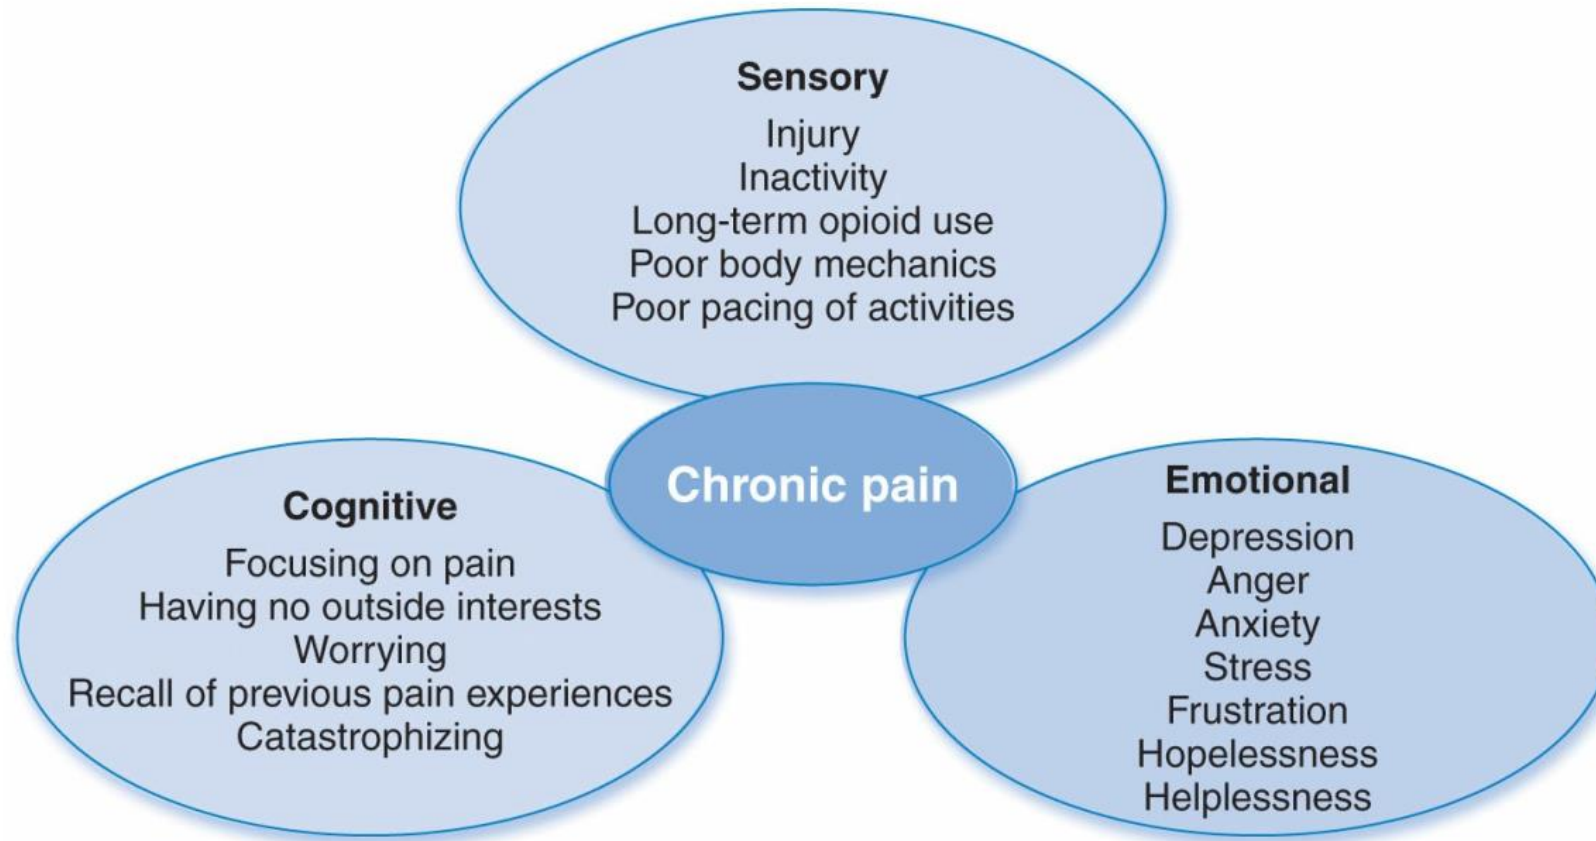 Sensory
Injury
Inactivity
Long-term opioid use
Poor body mechanics
Poor pacing of activities
Chronic pain
Cognitive
Focusing on pain
Having no outside interests
Worrying
Recall of previous pain experiences
Catastrophizing
Emotional
Depression
Anger
Anxiety
Stress
Frustration
Hopelessness
Helplessness